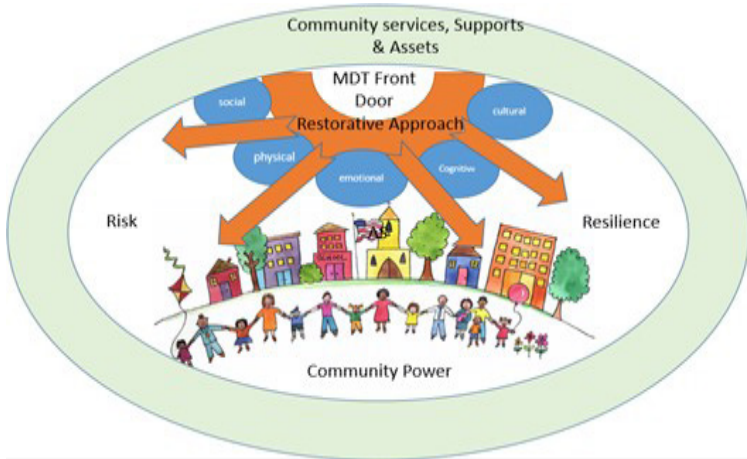 Community services, Supports
& Assets
MDT Front
Door
Restorative Approach
social
cultural
physical
Cognitive
emotional
Risk
Resilience
Community Power